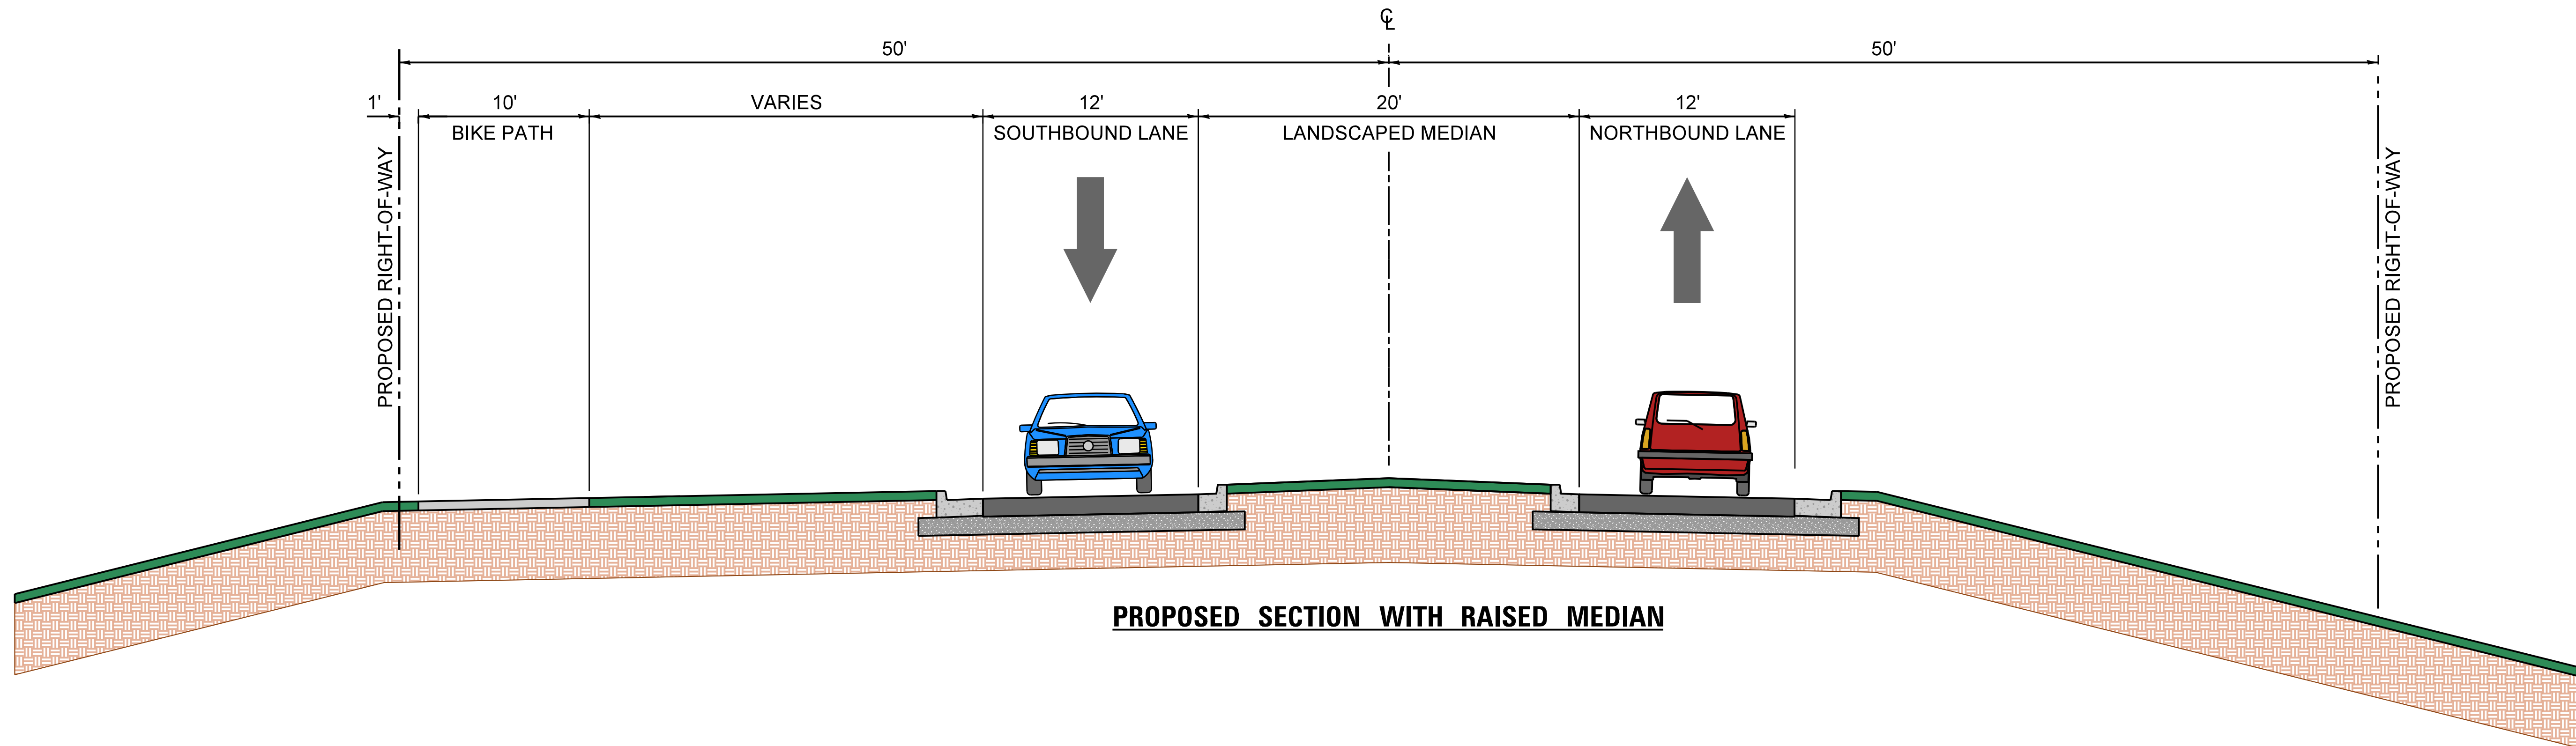 ℄
50'
50'
1'
10'
VARIES
12'
20'
12'
BIKE PATH
SOUTHBOUND LANE
LANDSCAPED MEDIAN
NORTHBOUND LANE
PROPOSED RIGHT-OF-WAY
PROPOSED RIGHT-OF-WAY
PROPOSED SECTION WITH RAISED MEDIAN